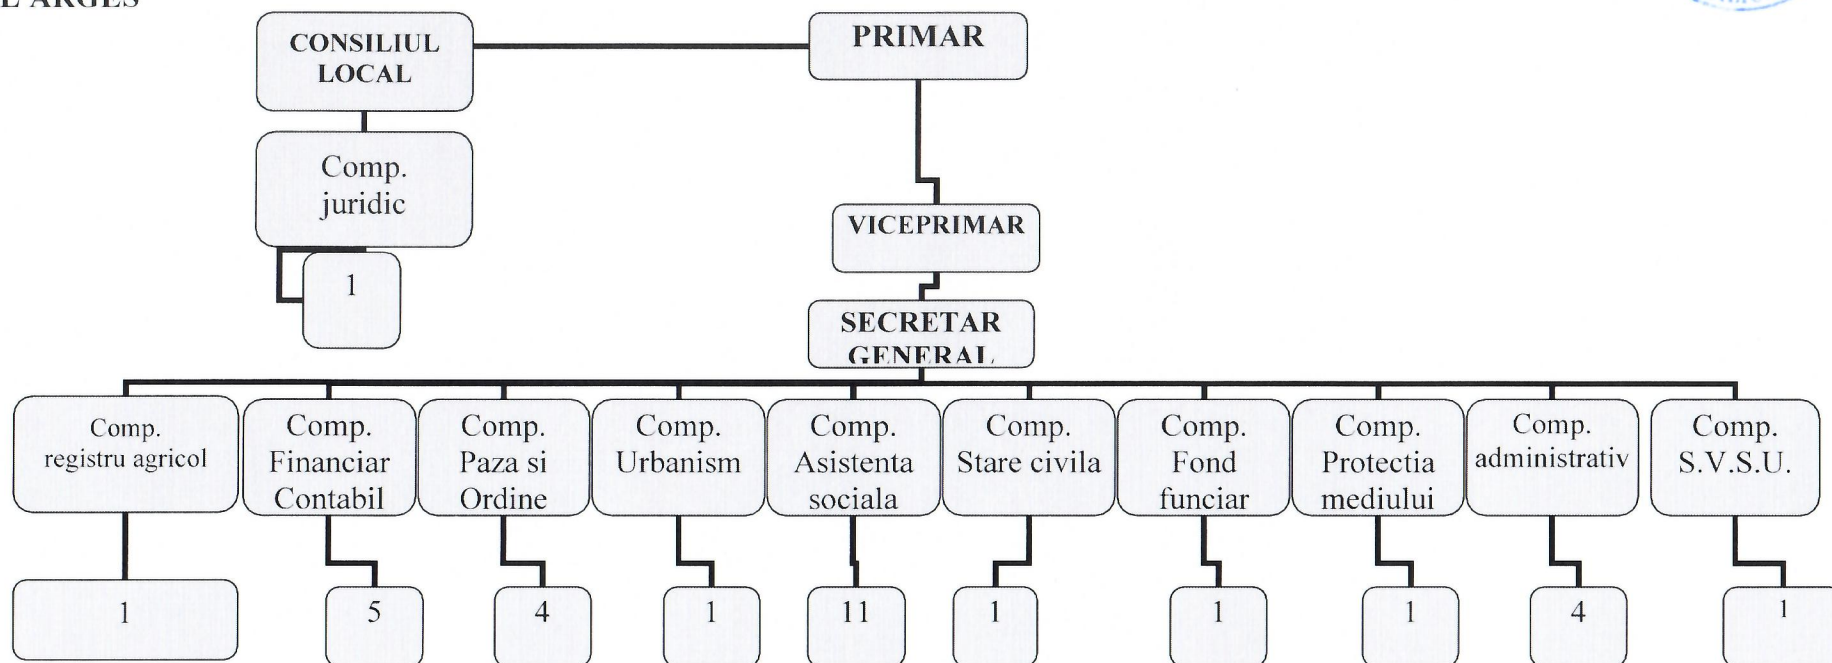 L ARGES
CONSILIUL
LOCAL
PRIMAR
Comp.
juridic
1
VICEPRIMAR
SECRETAR
GENERAL
Comp.
registru agricol
Comp.
Financiar
Contabil
Comp.
Paza si
Ordine
Comp.
Urbanism
Comp.
Asistenta
sociala
Comp.
Stare civila
Comp.
Fond
funciar
Comp.
Protectia
mediului
Comp.
administrativ
Comp.
S.V.S.U.
1
5
4
1
11
1
1
1
4
1